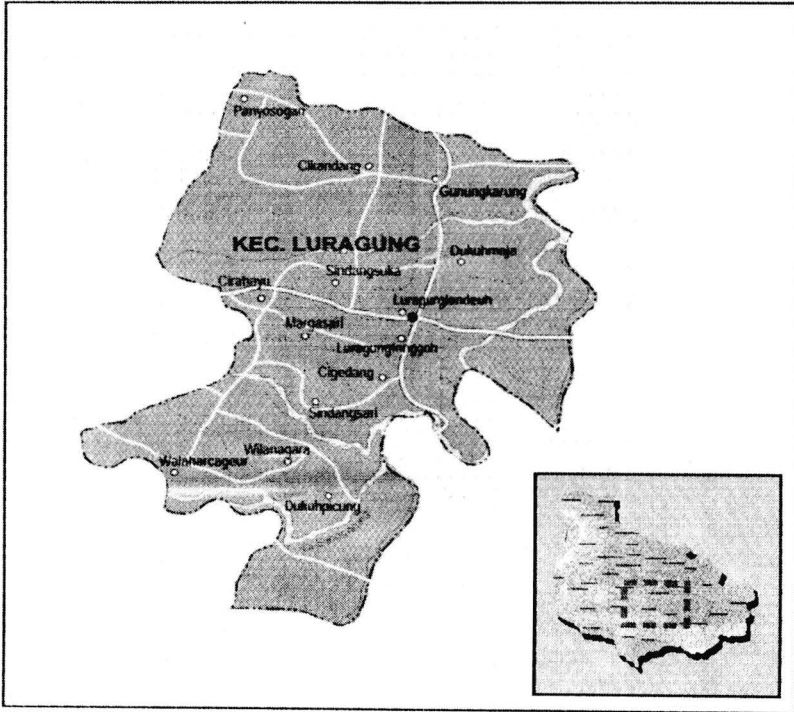 Panyosogan
Cikandang
Gunungkarung
KEC. LURAGUNG
Dukuhmaja
Sindangsuka
Cirahayu
Luragunglandeuh
Margasari
Luragungtonggoh
Cigedang
Sindangsari
Wilanagara
Walaharcageur
Dukuhpicung